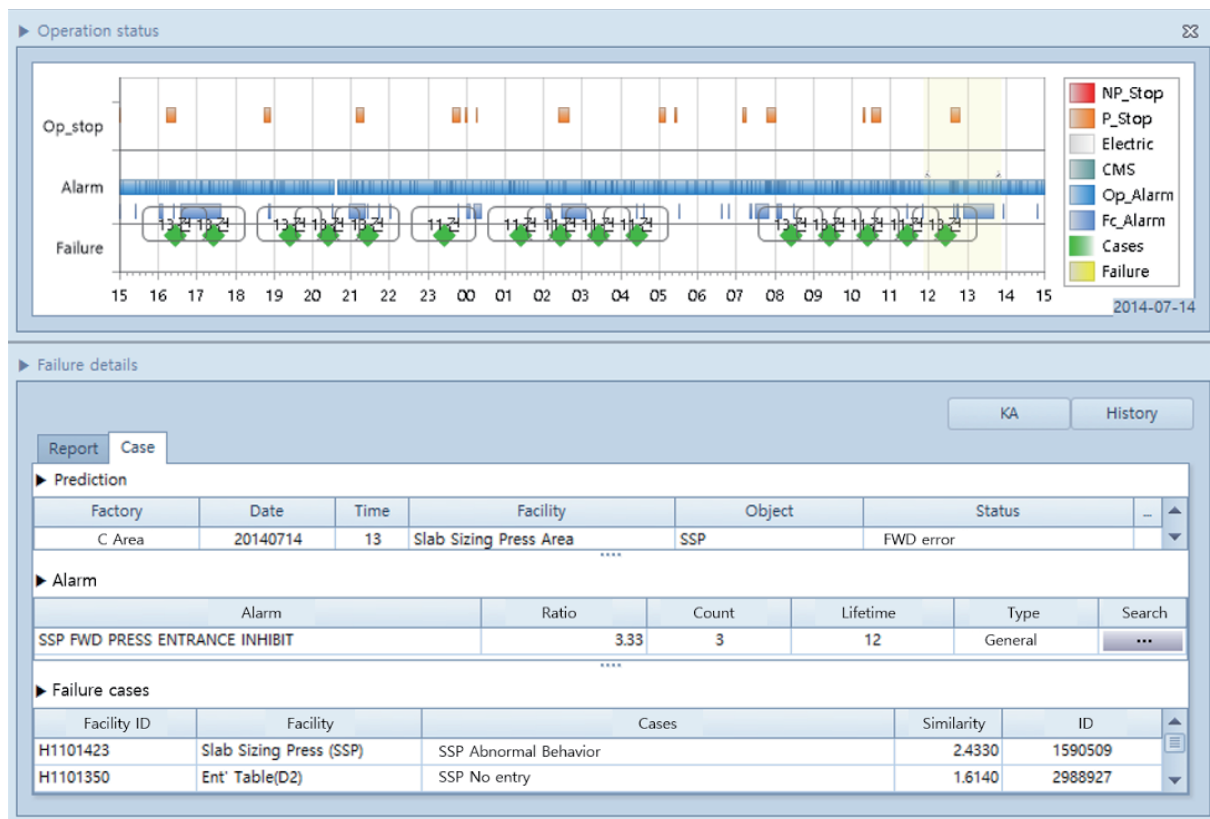 Operation status
Op_stop
Alarm
Failure
NP_Stop
P_Stop
Electric
CMS
Op_Alarm
Fc_Alarm
Cases
Failure
15 16 17 18 19 20 21 22 23 00 01 02 03 04 05 06 07 08 09 10 11 12 13 14 15
2014-07-14
Failure details
KA History
Report Case
Prediction
Factory Date Time Facility Object Status ...
C Area 20140714 13 Slab Sizing Press Area SSP FWD error
Alarm
Alarm Ratio Count Lifetime Type Search
SSP FWD PRESS ENTRANCE INHIBIT 3.33 3 12 General ...
Failure cases
Facility ID Facility Cases Similarity ID
H1101423 Slab Sizing Press (SSP) SSP Abnormal Behavior 2.4330 1590509
H1101350 Ent' Table(D2) SSP No entry 1.6140 2988927